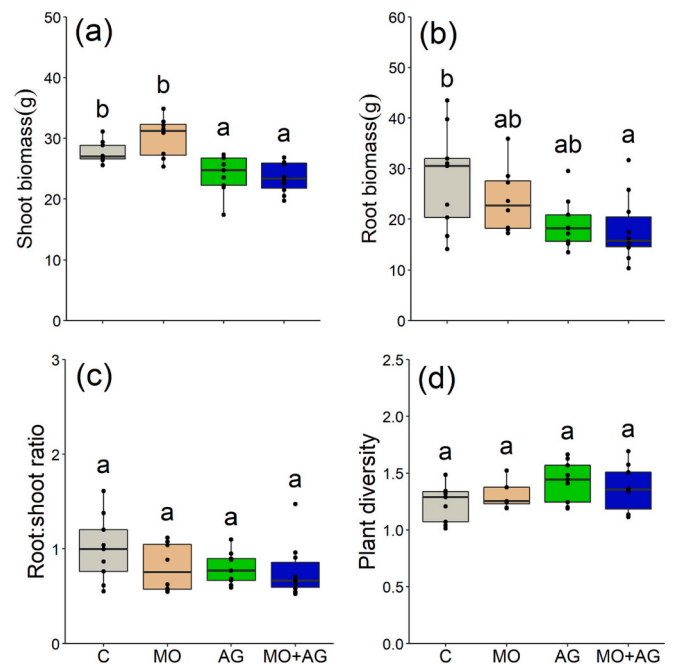 (a)
Shoot biomass(g)
50
40
30
20
10
0
b
b
a
a
(b)
Root biomass(g)
60
50
40
30
20
10
0
b
ab
ab
a
(c)
Root:shoot ratio
3
2
1
0
a
a
a
a
C
MO
AG
MO+AG
(d)
Plant diversity
2.5
2.0
1.5
1.0
0.5
0.0
a
a
a
a
C
MO
AG
MO+AG